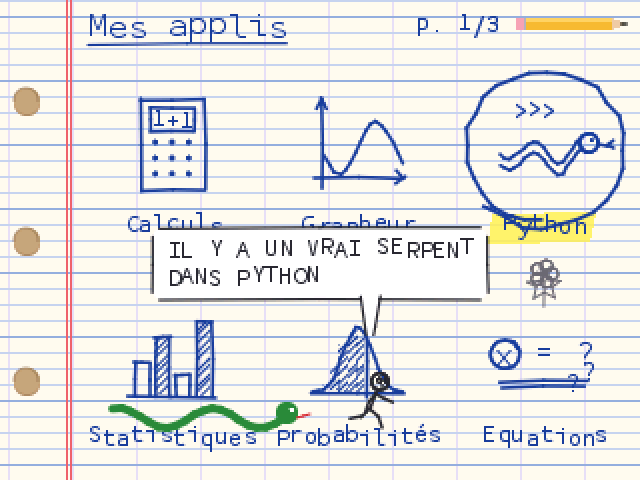 Mes applis
p. 1/3
1+1
>>>
Calculs
Grapheur
Python
IL Y A UN VRAI SERPENT
DANS PYTHON
x = ?
?
?
Statistiques
Probabilités
Equations